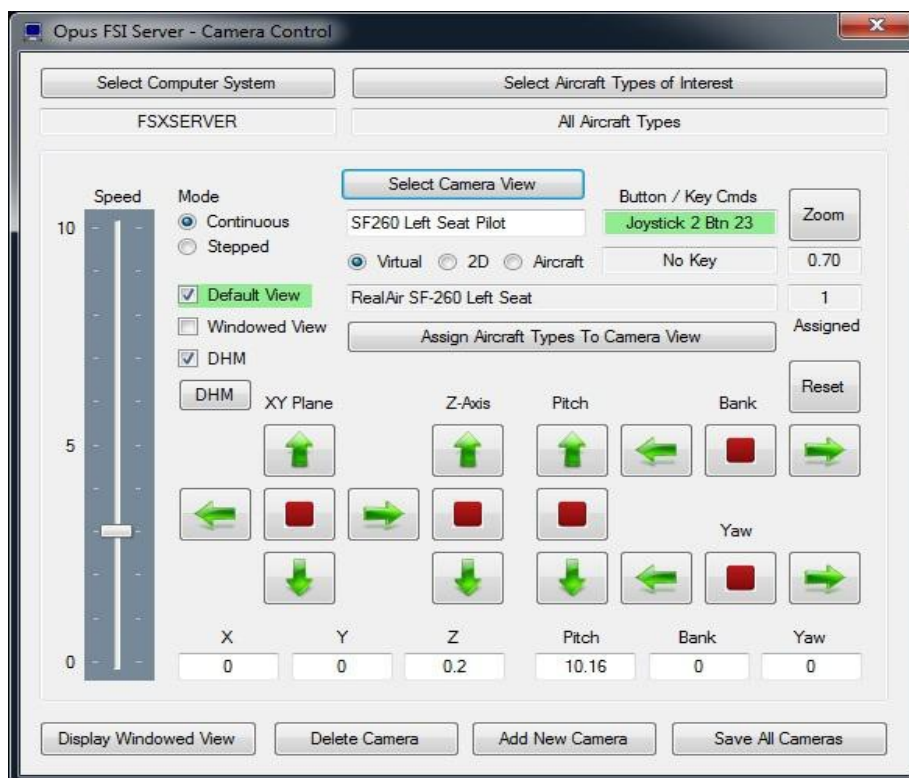 Opus FSI Server - Camera Control
Select Computer System
Select Aircraft Types of Interest
FSXSERVER
All Aircraft Types
Speed
Mode
Select Camera View
Button / Key Cmds
Zoom
10
Continuous
SF260 Left Seat Pilot
Joystick 2 Btn 23
Stepped
Virtual
2D
Aircraft
No Key
0.70
Default View
RealAir SF-260 Left Seat
1
Windowed View
Assign Aircraft Types To Camera View
Assigned
DHM
DHM
XY Plane
Z-Axis
Pitch
Bank
Reset
5
Yaw
X
Y
Z
Pitch
Bank
Yaw
0
0
0
0.2
10.16
0
0
Display Windowed View
Delete Camera
Add New Camera
Save All Cameras